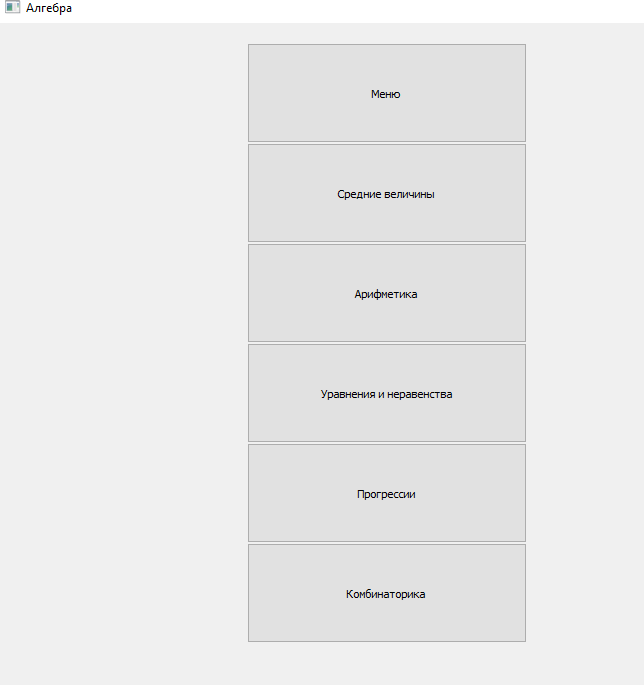 Алгебра
Меню
Средние величины
Арифметика
Уравнения и неравенства
Прогрессии
Комбинаторика